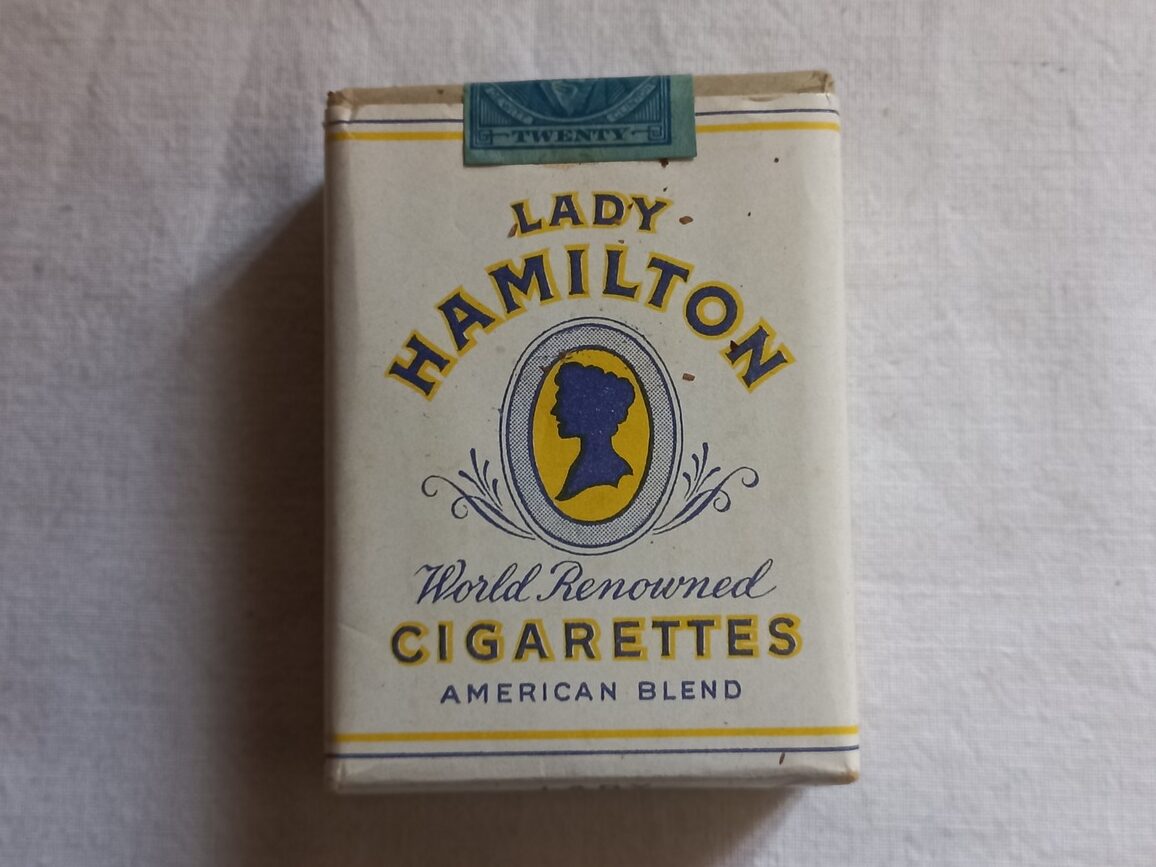 TWENTY
LADY
HAMILTON
World Renowned
CIGARETTES
AMERICAN BLEND